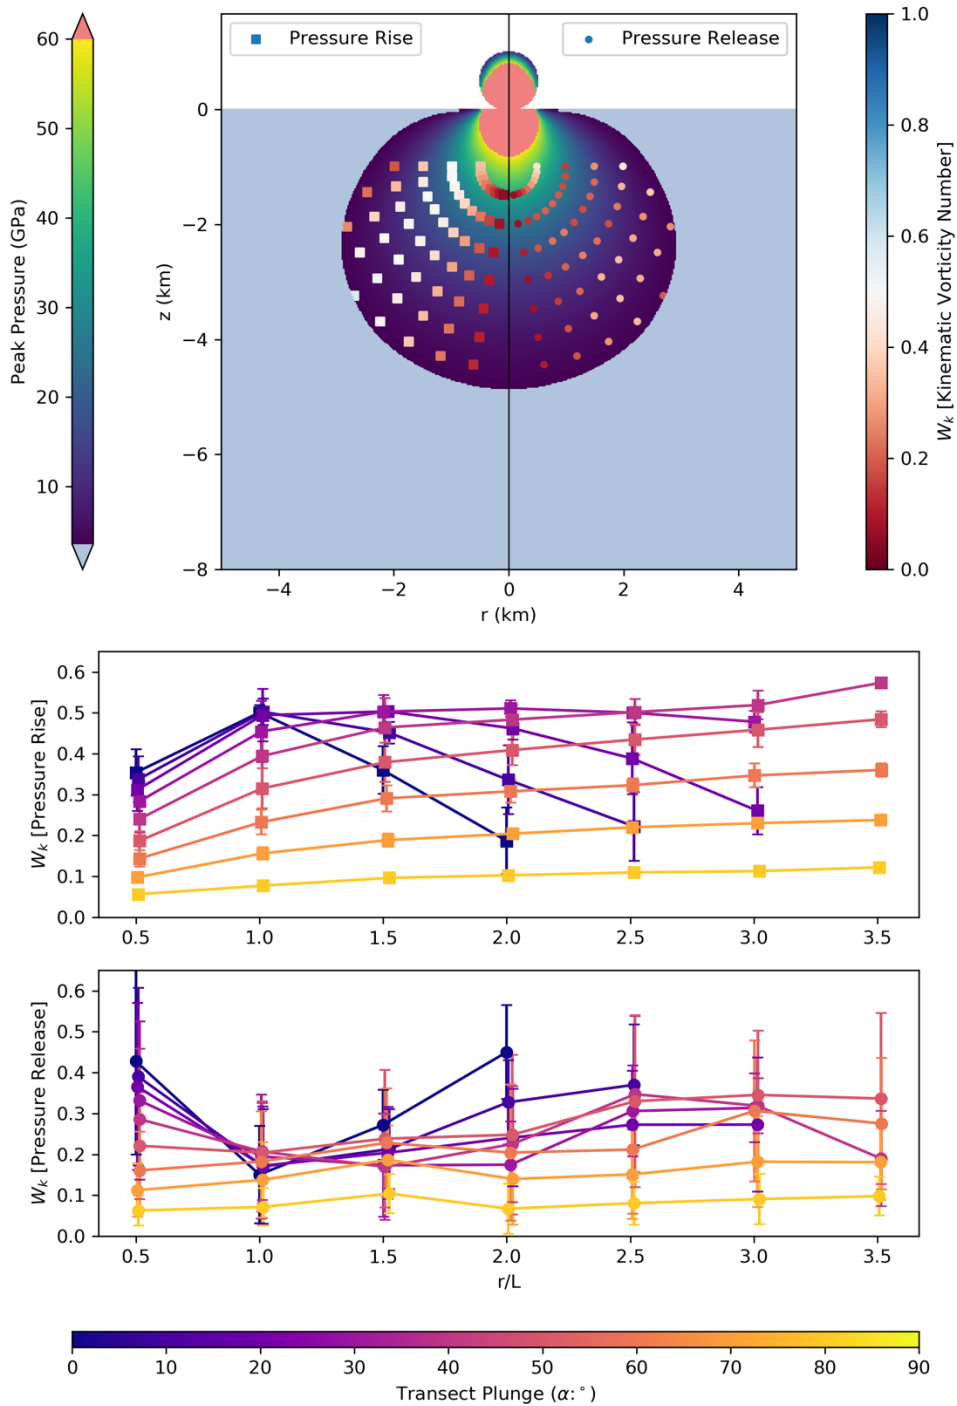 Pressure Rise
Pressure Release
60
50
40
30
20
10
Peak Pressure (GPa)
0
−2
−4
−6
−8
z (km)
−4 −2 0 2 4
r (km)
1.0
0.8
0.6
0.4
0.2
0.0
Wk [Kinematic Vorticity Number]
0.6
0.5
0.4
0.3
0.2
0.1
0.0
Wk [Pressure Rise]
0.5 1.0 1.5 2.0 2.5 3.0 3.5
0.6
0.5
0.4
0.3
0.2
0.1
0.0
Wk [Pressure Release]
0.5 1.0 1.5 2.0 2.5 3.0 3.5
r/L
0 10 20 30 40 50 60 70 80 90
Transect Plunge (α:°)